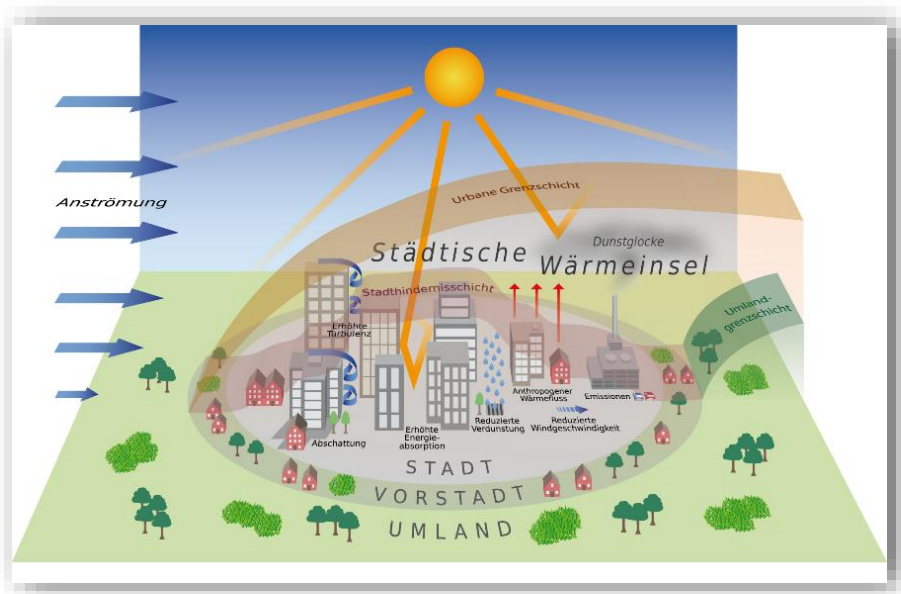 Anströmung
Urbane Grenzschicht
Städtische
Wärmeinsel
Dunstglocke
Stadthindernisschicht
Umland-
grenzschicht
Erhöhte
Turbulenz
Abschattung
Erhöhte
Energie-
absorption
Reduzierte
Verdunstung
Anthropogener
Wärmefluss
Emissionen
Reduzierte
Windgeschwindigkeit
STADT
VORSTADT
UMLAND